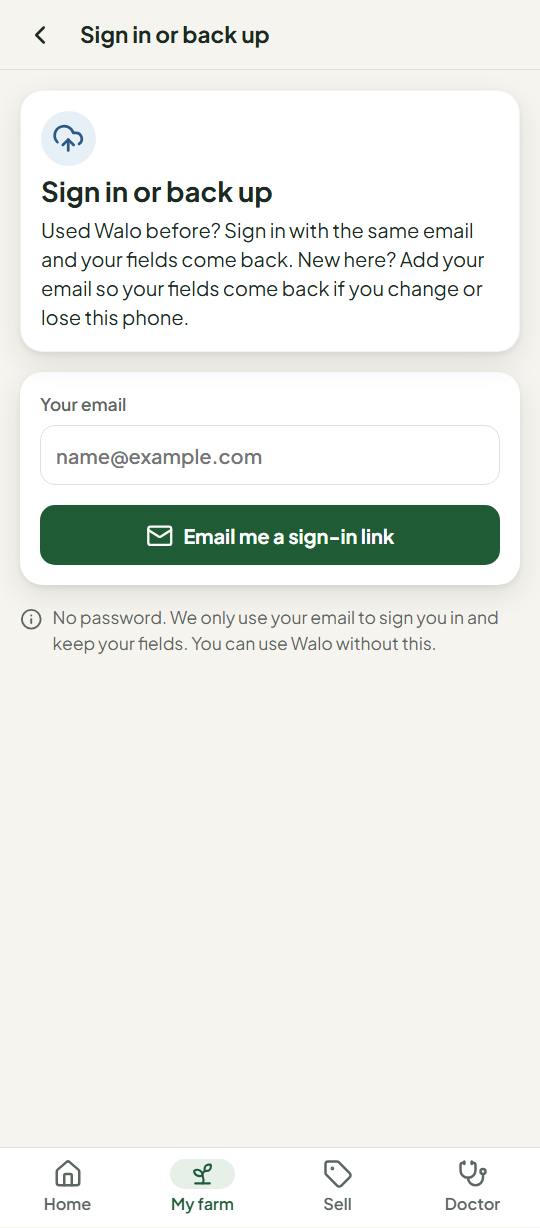 Sign in or back up
Sign in or back up
Used Walo before? Sign in with the same email
and your fields come back. New here? Add your
email so your fields come back if you change or
lose this phone.
Your email
name@example.com
Email me a sign-in link
No password. We only use your email to sign you in and
keep your fields. You can use Walo without this.
Home
My farm
Sell
Doctor